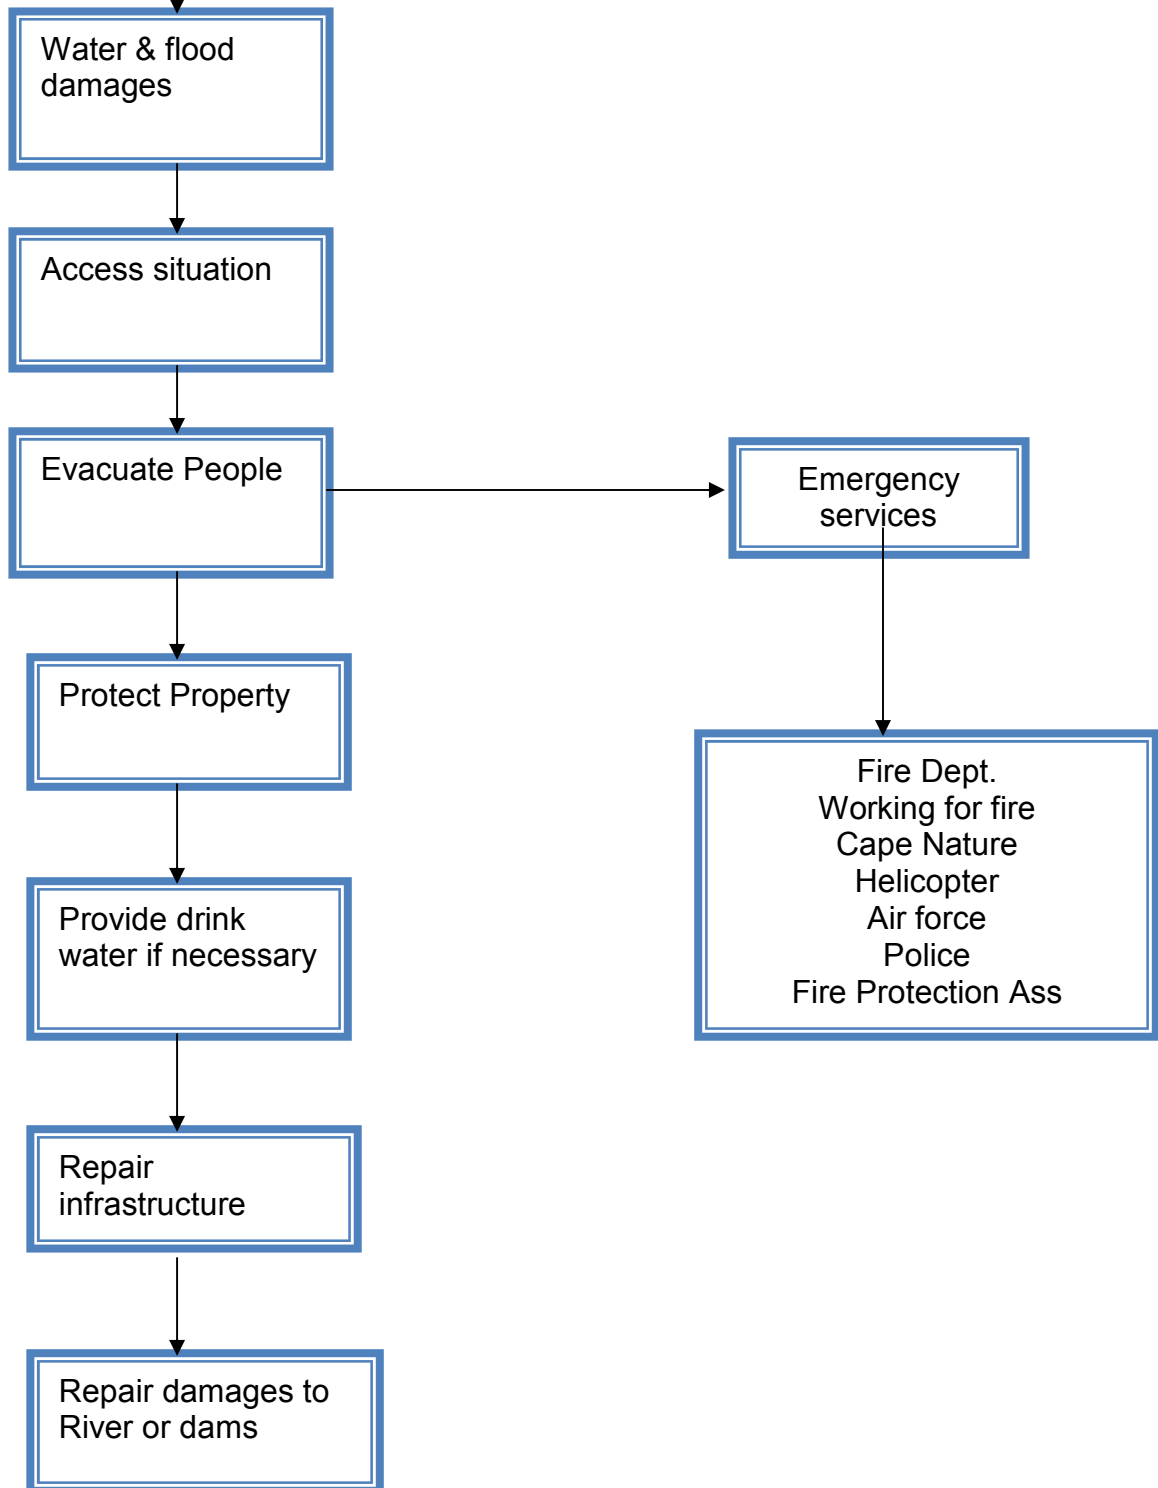 Water & flood
damages
Access situation
Evacuate People
Emergency
services
Protect Property
Fire Dept.
Working for fire
Cape Nature
Helicopter
Air force
Police
Fire Protection Ass
Provide drink
water if necessary
Repair
infrastructure
Repair damages to
River or dams